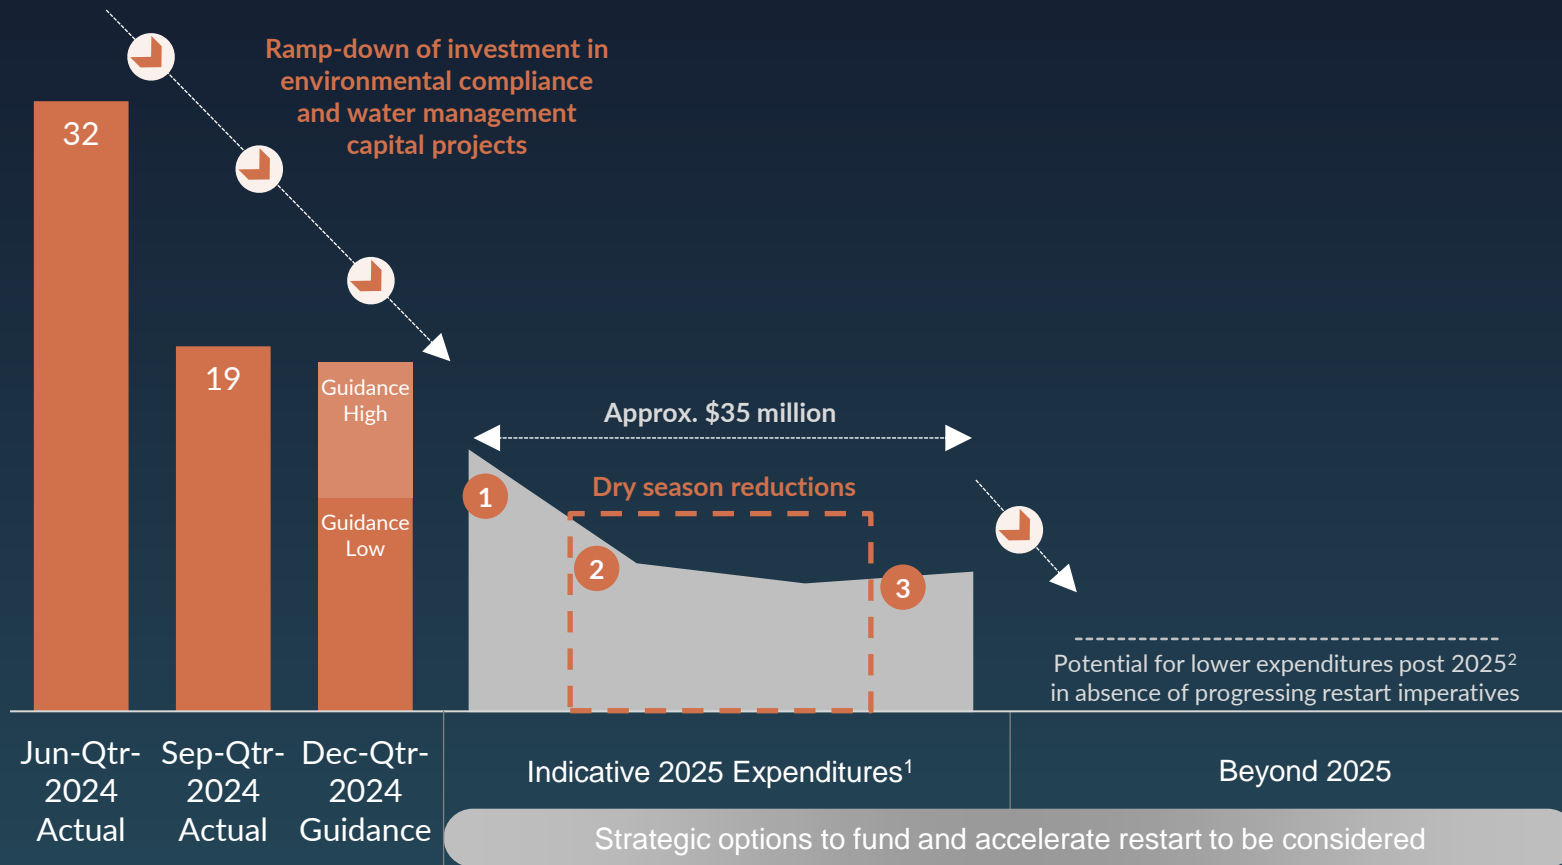 Ramp-down of investment in
environmental compliance
and water management
capital projects
32
19
Guidance
High
Guidance
Low
Approx. $35 million
Dry season reductions
1
2
3
Potential for lower expenditures post 2025²
in absence of progressing restart imperatives
Jun-Qtr-
2024
Actual
Sep-Qtr-
2024
Actual
Dec-Qtr-
2024
Guidance
Indicative 2025 Expenditures¹
Beyond 2025
Strategic options to fund and accelerate restart to be considered